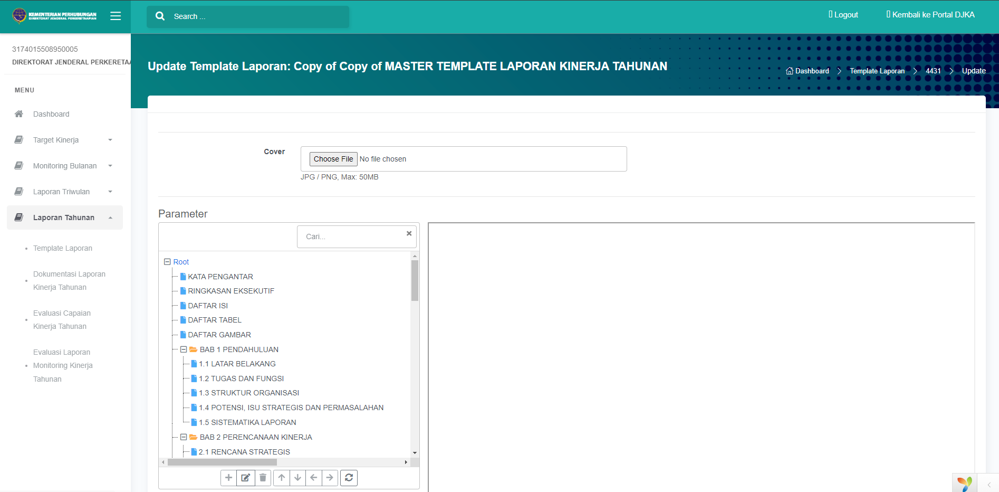 KEMENTERIAN PERHUBUNGAN
DIREKTORAT JENDERAL PERKERETAAPIAN
Search ...
Logout
Kembali ke Portal DJKA
3174015508950005
DIREKTORAT JENDERAL PERKERETAA
Update Template Laporan: Copy of Copy of MASTER TEMPLATE LAPORAN KINERJA TAHUNAN
Dashboard
Template Laporan
4431
Update
MENU
Dashboard
Target Kinerja
Monitoring Bulanan
Laporan Triwulan
Laporan Tahunan
Template Laporan
Dokumentasi Laporan
Kinerja Tahunan
Evaluasi Capaian
Kinerja Tahunan
Evaluasi Laporan
Monitoring Kinerja
Tahunan
Cover
Choose File No file chosen
JPG / PNG, Max: 50MB
Parameter
Cari...
Root
KATA PENGANTAR
RINGKASAN EKSEKUTIF
DAFTAR ISI
DAFTAR TABEL
DAFTAR GAMBAR
BAB 1 PENDAHULUAN
1.1 LATAR BELAKANG
1.2 TUGAS DAN FUNGSI
1.3 STRUKTUR ORGANISASI
1.4 POTENSI, ISU STRATEGIS DAN PERMASALAHAN
1.5 SISTEMATIKA LAPORAN
BAB 2 PERENCANAAN KINERJA
2.1 RENCANA STRATEGIS